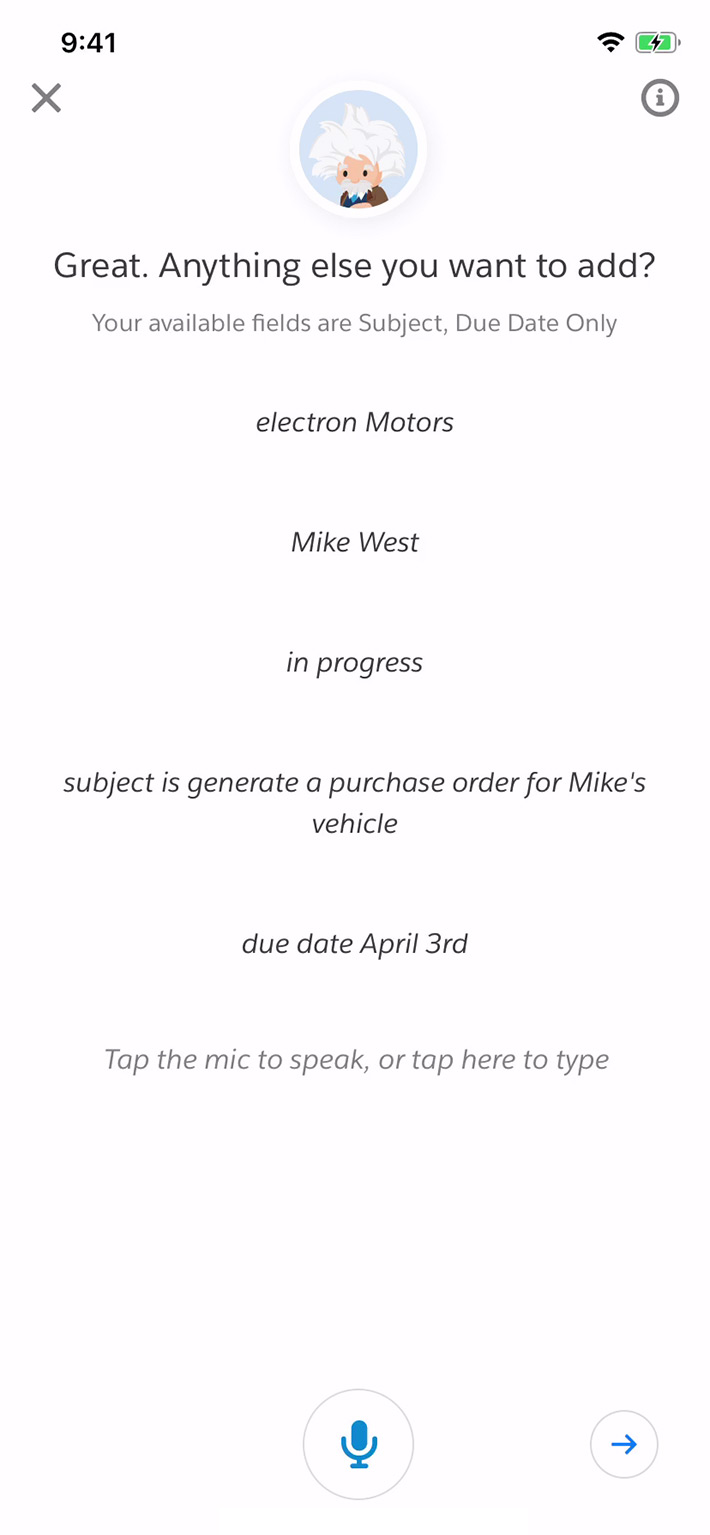 9:41
Great. Anything else you want to add?
Your available fields are Subject, Due Date Only
electron Motors
Mike West
in progress
subject is generate a purchase order for Mike's
vehicle
due date April 3rd
Tap the mic to speak, or tap here to type